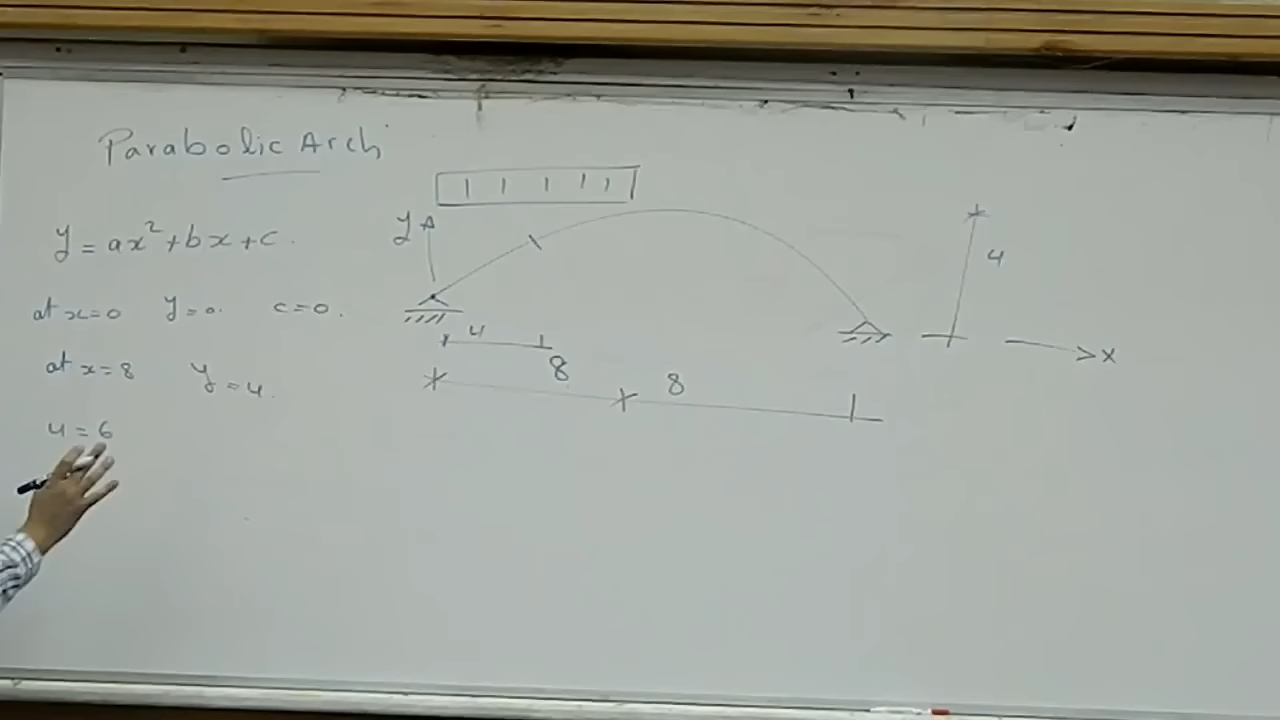 Parabolic Arch
y = ax²+bx+c.
at x=0 y=0. c=0.
at x=8 y=4.
4=6
y
4
8
8
4
x